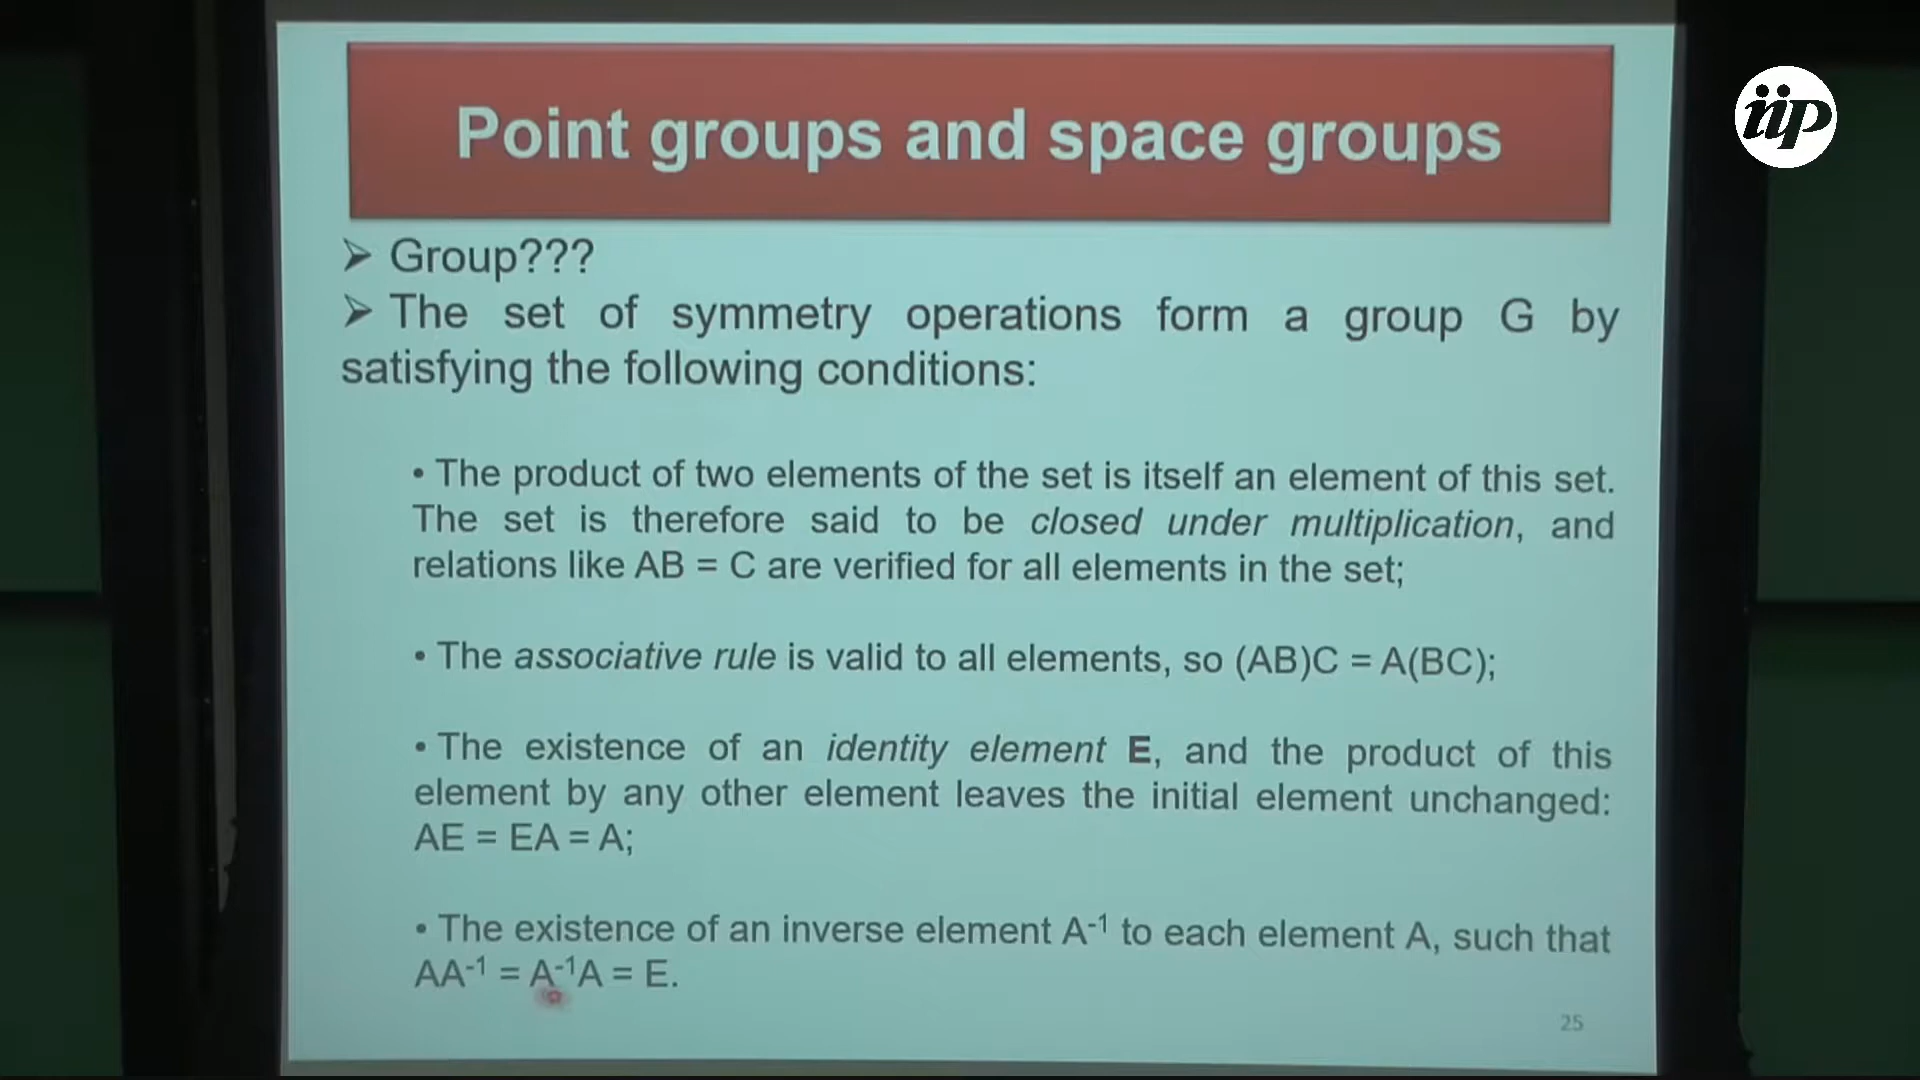 iip
Point groups and space groups
➢ Group???
➢ The set of symmetry operations form a group G by
satisfying the following conditions:
• The product of two elements of the set is itself an element of this set.
The set is therefore said to be closed under multiplication, and
relations like AB = C are verified for all elements in the set;
• The associative rule is valid to all elements, so (AB)C = A(BC);
• The existence of an identity element E, and the product of this
element by any other element leaves the initial element unchanged:
AE = EA = A;
• The existence of an inverse element A⁻¹ to each element A, such that
AA⁻¹ = A⁻¹A = E.
25